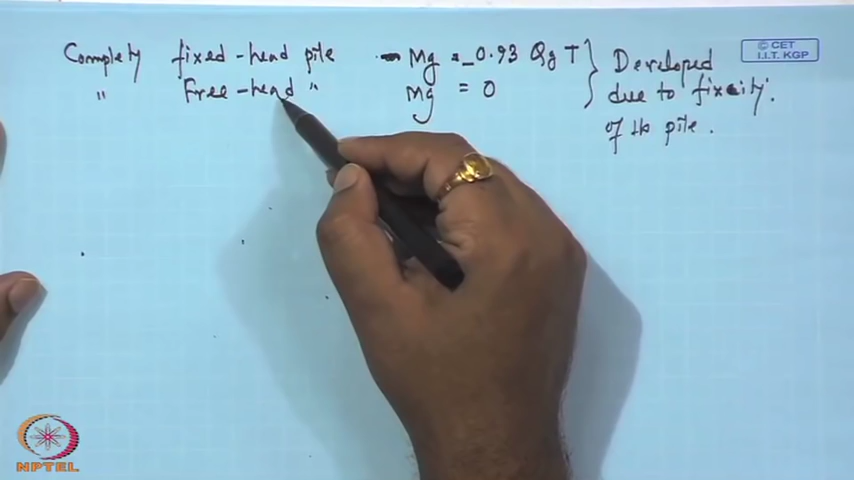 Complety fixed-head pile - Mg = -0.93 Qg T } Developed
" Free-head " Mg = 0 due to fixity.
of the pile.
© CET
I.I.T. KGP
NPTEL